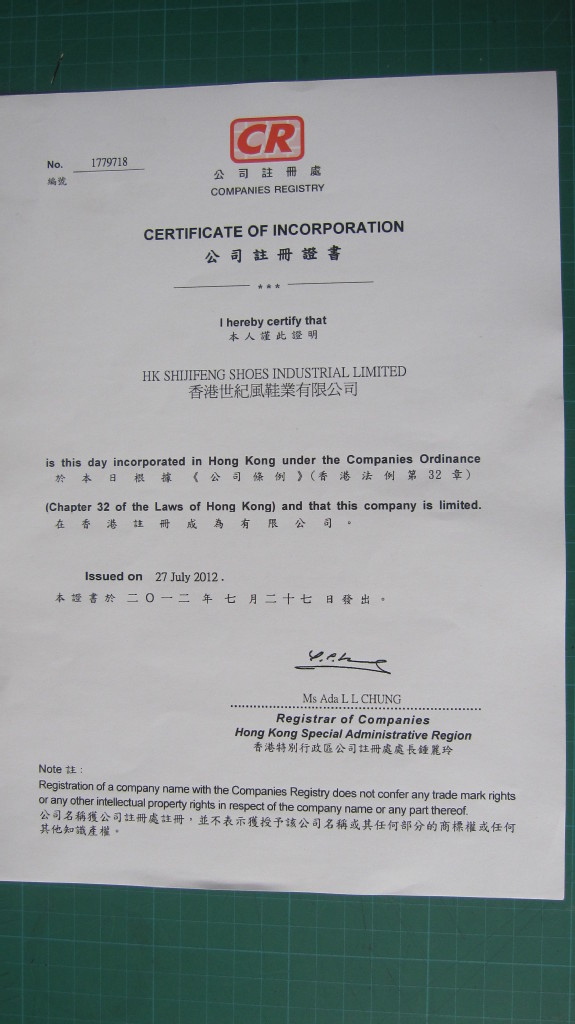 CR
No. 1779718
編號
公司註冊處
COMPANIES REGISTRY
CERTIFICATE OF INCORPORATION
公司註冊證書
***
I hereby certify that
本人謹此證明
HK SHIJIFENG SHOES INDUSTRIAL LIMITED
香港世紀風鞋業有限公司
is this day incorporated in Hong Kong under the Companies Ordinance
於本日根據《公司條例》(香港法例第32章)
(Chapter 32 of the Laws of Hong Kong) and that this company is limited.
在香港註冊成為有限公司。
Issued on 27 July 2012.
本證書於二〇一二年七月二十七日發出。
Ms Ada L L CHUNG
Registrar of Companies
Hong Kong Special Administrative Region
香港特別行政區公司註冊處處長鍾麗玲
Note 註:
Registration of a company name with the Companies Registry does not confer any trade mark rights
or any other intellectual property rights in respect of the company name or any part thereof.
公司名稱獲公司註冊處註冊,並不表示獲授予該公司名稱或其任何部分的商標權或任何
其他知識產權。